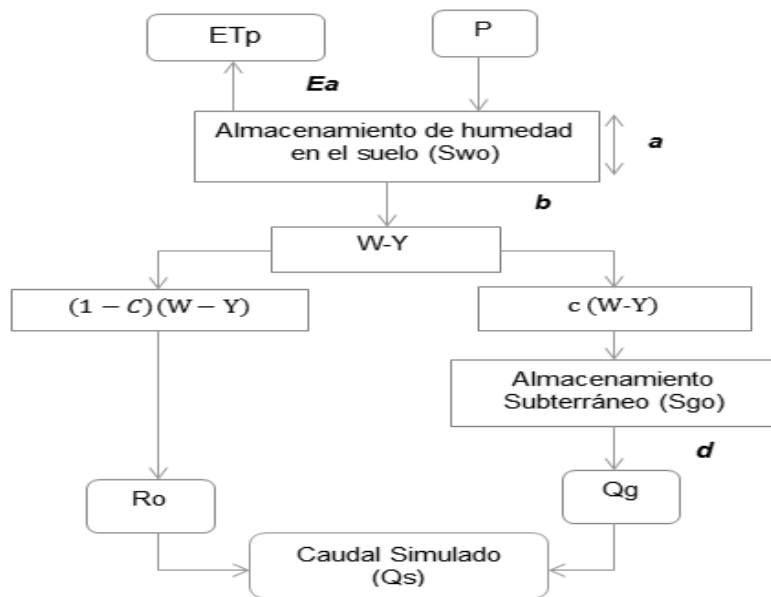 ETp
P
Ea
Almacenamiento de humedad
en el suelo (Swo)
a
b
W-Y
(1 − C)(W − Y)
c (W-Y)
Almacenamiento
Subterráneo (Sgo)
d
Ro
Qg
Caudal Simulado
(Qs)